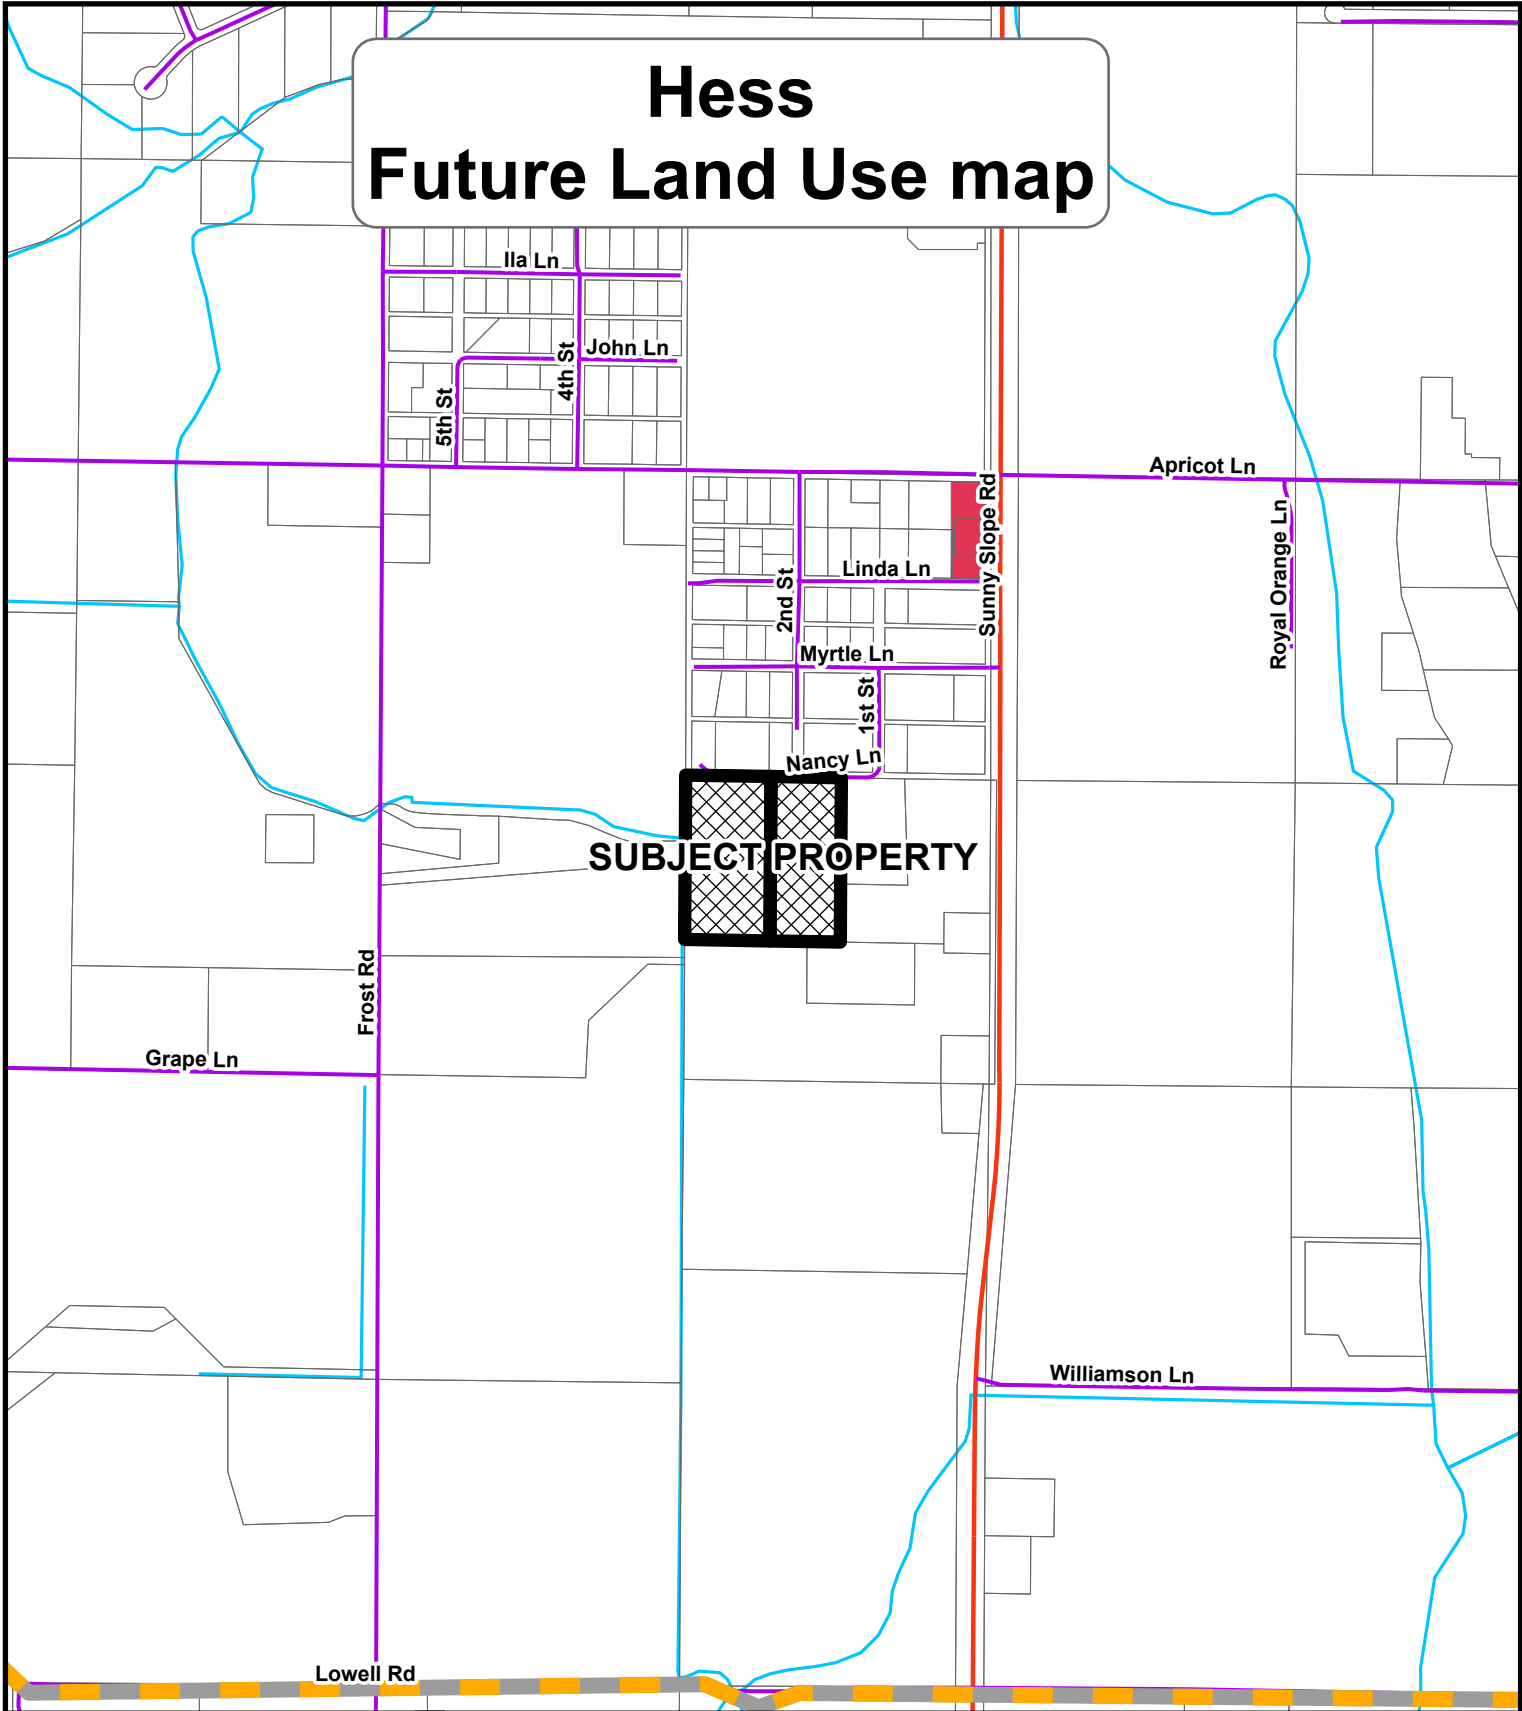 Hess
Future Land Use map
Ila Ln
John Ln
4th St
5th St
Apricot Ln
Sunny Slope Rd
Royal Orange Ln
Linda Ln
2nd St
Myrtle Ln
1st St
Nancy Ln
SUBJECT PROPERTY
Frost Rd
Grape Ln
Williamson Ln
Lowell Rd